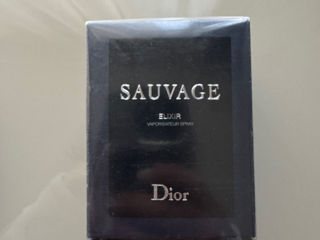 SAUVAGE
ELIXIR
VAPORISATEUR SPRAY
Dior